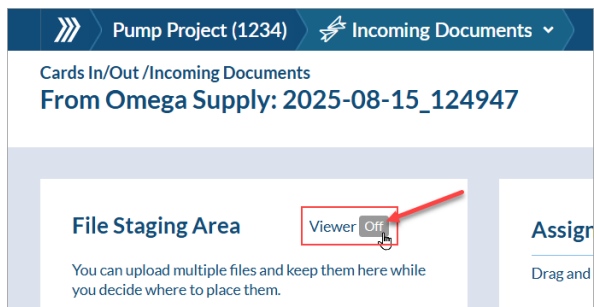 Pump Project (1234) Incoming Documents
Cards In/Out /Incoming Documents
From Omega Supply: 2025-08-15_124947
File Staging Area
Viewer Off
You can upload multiple files and keep them here while
you decide where to place them.
Drag and